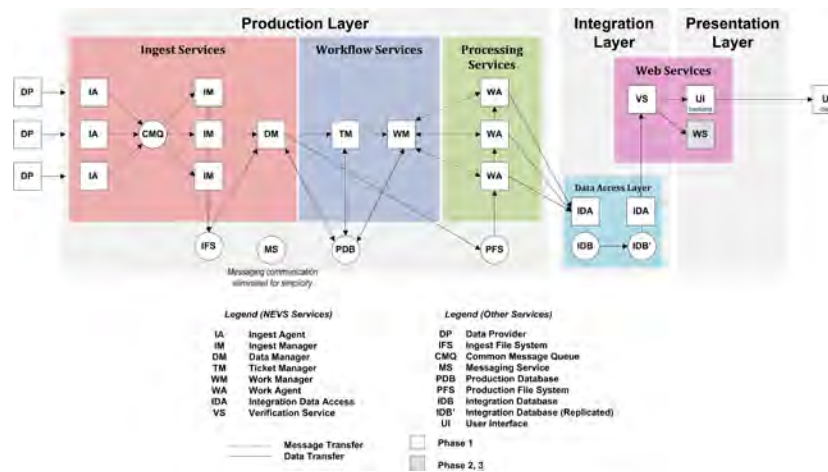 Production Layer
Integration
Layer
Presentation
Layer
Ingest Services
Workflow Services
Processing
Services
Web Services
DP
IA
IM
WA
VS
UI
DP
IA
CMQ
IM
DM
TM
WM
WA
WS
DP
IA
IM
WA
Data Access Layer
IDA
IDA
IFS
MS
PDB
PFS
IDB
IDB'
Messaging communication
eliminated for simplicity
Legend (NEVS Services)
IA Ingest Agent
IM Ingest Manager
DM Data Manager
TM Ticket Manager
WM Work Manager
WA Work Agent
IDA Integration Data Access
VS Verification Service
Legend (Other Services)
DP Data Provider
IFS Ingest File System
CMQ Common Message Queue
MS Messaging Service
PDB Production Database
PFS Production File System
IDB Integration Database
IDB' Integration Database (Replicated)
UI User Interface
Message Transfer
Data Transfer
Phase 1
Phase 2, 3